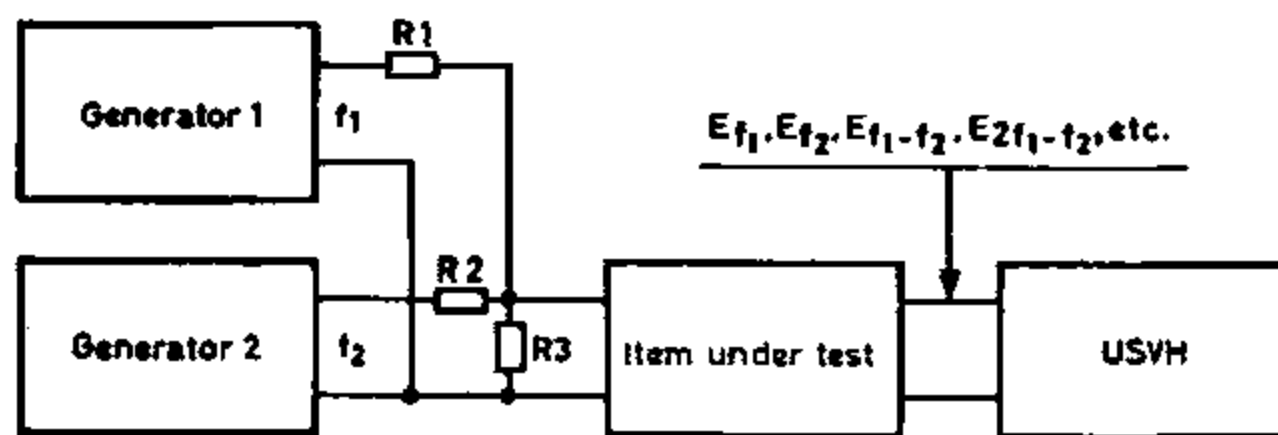 R1
Generator 1
f1
Ef1, Ef2, Ef1-f2, E2f1-f2, etc.
R2
Generator 2
f2
R3
Item under test
USVH